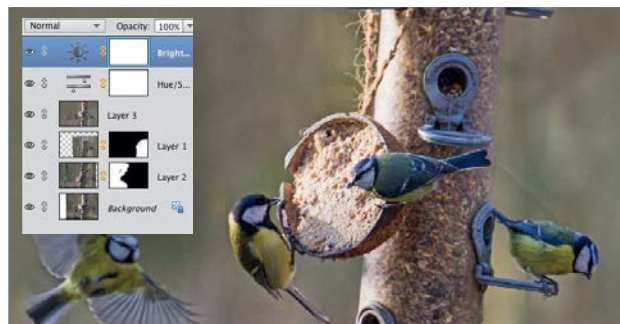 Normal Opacity: 100%
Bright...
Hue/S...
Layer 3
Layer 1
Layer 2
Background